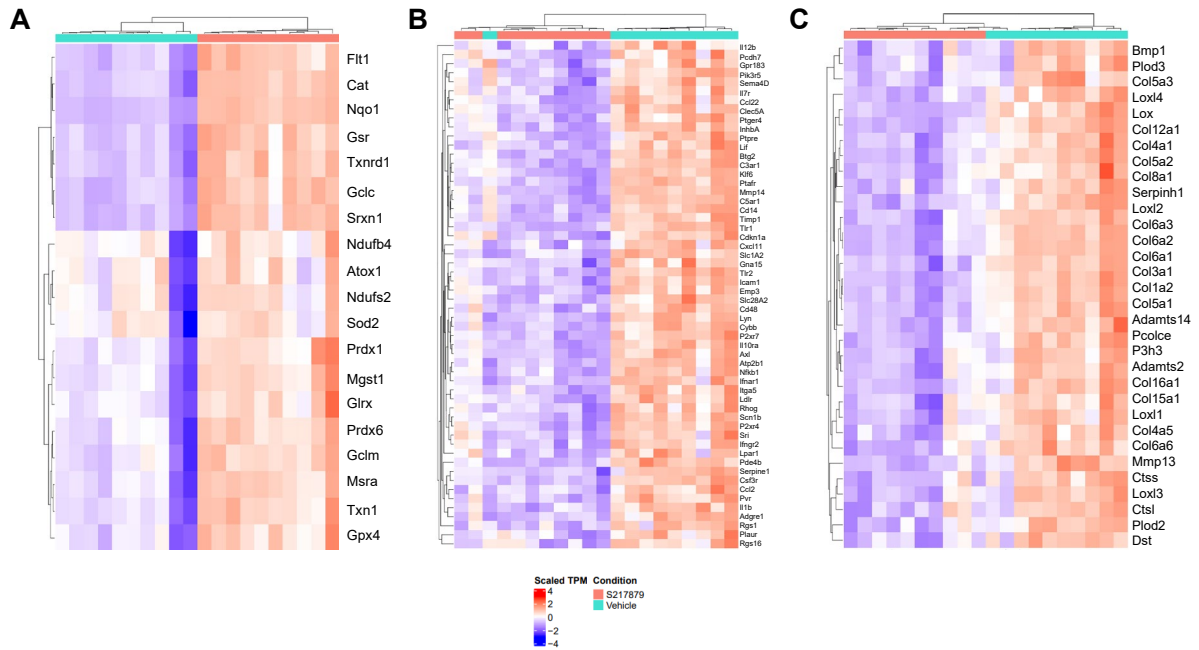 A
Flt1
Cat
Nqo1
Gsr
Txnrd1
Gclc
Srxn1
Ndufb4
Atox1
Ndufs2
Sod2
Prdx1
Mgst1
Glrx
Prdx6
Gclm
Msra
Txn1
Gpx4
B
Il12b
Pcdh7
Gpr183
Pik3r5
Sema4D
Il7r
Ccl22
Clec5A
Ptger4
InhbA
Ptpre
Lif
Btg2
C3ar1
Klf6
Ptafr
Mmp14
C5ar1
Cd14
Timp1
Tlr1
Cdkn1a
Cxcl11
Slc1A2
Gna15
Tlr2
Icam1
Emp3
Slc28A2
Cd48
Lyn
Cybb
P2xr7
Il10ra
Axl
Atp2b1
Nfkb1
Ifnar1
Itga5
Ldlr
Rhog
Scn1b
P2xr4
Sri
Ifngr2
Lpar1
Pde4b
Serpine1
Csf3r
Ccl2
Pvr
Il1b
Adgre1
Rgs1
Plaur
Rgs16
C
Bmp1
Plod3
Col5a3
Loxl4
Lox
Col12a1
Col4a1
Col5a2
Col8a1
Serpinh1
Loxl2
Col6a3
Col6a2
Col6a1
Col3a1
Col1a2
Col5a1
Adamts14
Pcolce
P3h3
Adamts2
Col16a1
Col15a1
Loxl1
Col4a5
Col6a6
Mmp13
Ctss
Loxl3
Ctsl
Plod2
Dst
Scaled TPM Condition
4 S217879
2 Vehicle
0
−2
−4